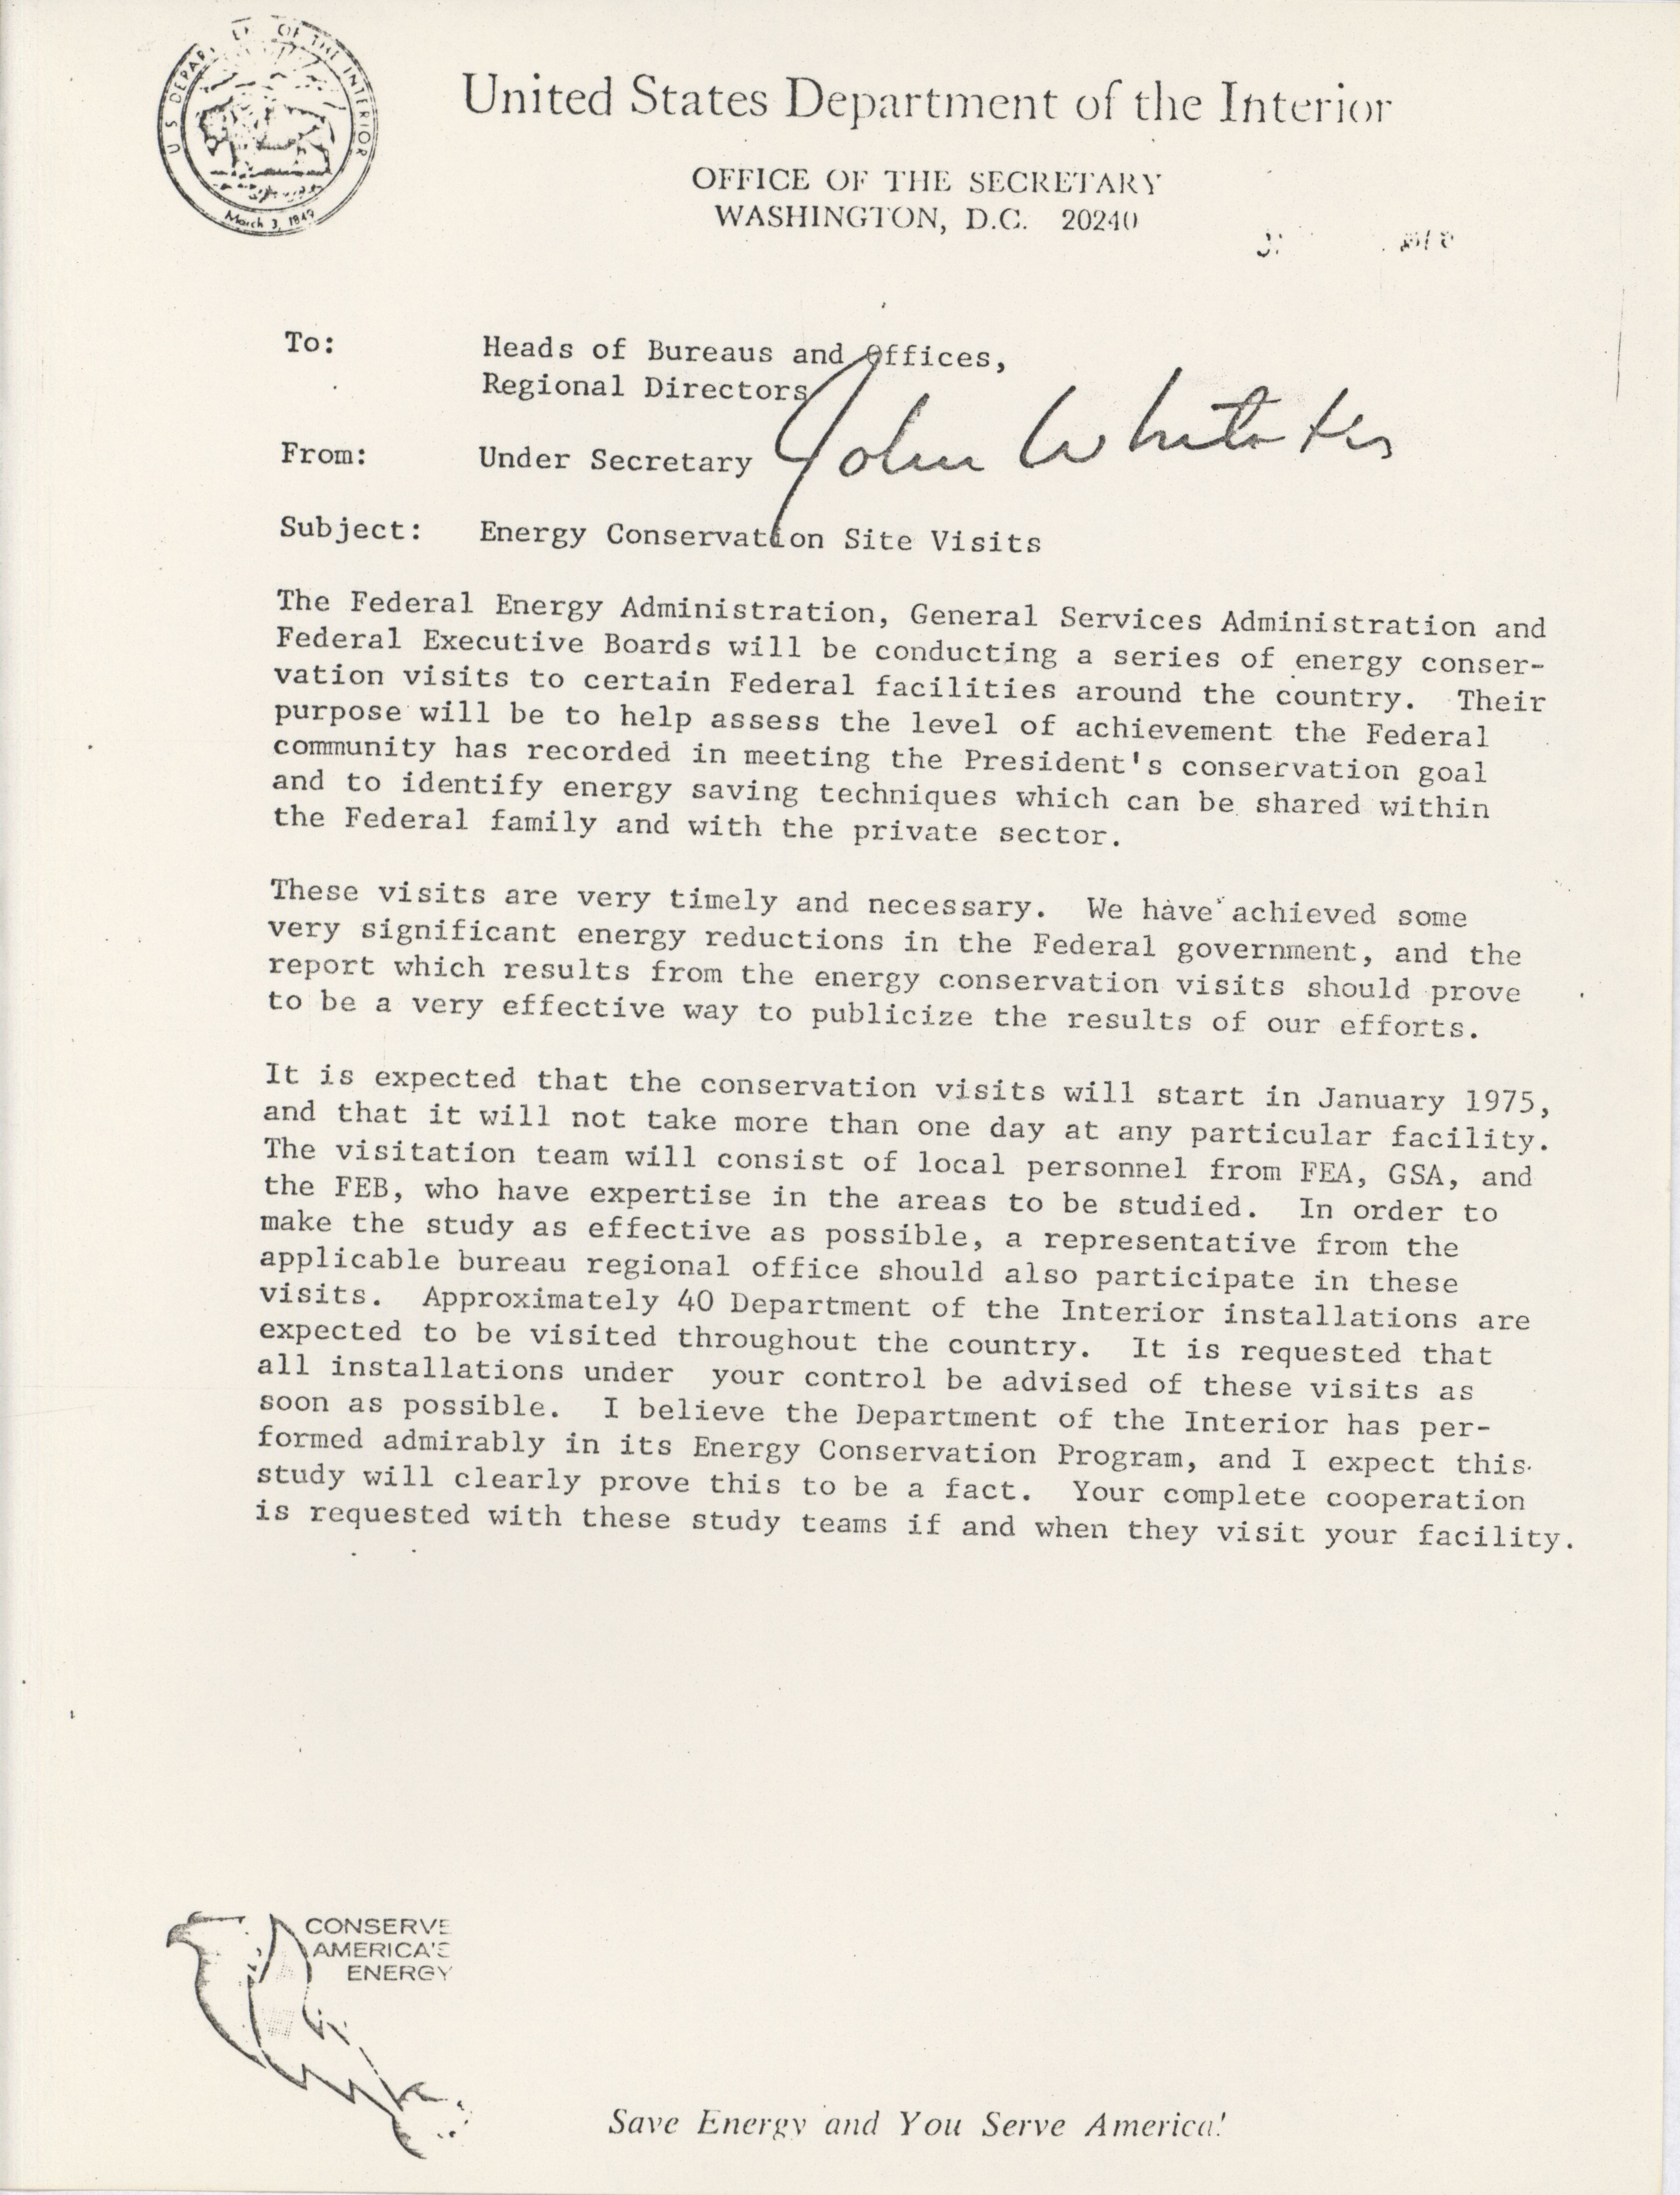 U.S. DEPAR OF THE INTERIOR
March 3, 1849
United States Department of the Interior
OFFICE OF THE SECRETARY
WASHINGTON, D.C. 20240
To: Heads of Bureaus and Offices,
Regional Directors
From: Under Secretary John Whitaker
Subject: Energy Conservation Site Visits
The Federal Energy Administration, General Services Administration and
Federal Executive Boards will be conducting a series of energy conser-
vation visits to certain Federal facilities around the country. Their
purpose will be to help assess the level of achievement the Federal
community has recorded in meeting the President's conservation goal
and to identify energy saving techniques which can be shared within
the Federal family and with the private sector.
These visits are very timely and necessary. We have achieved some
very significant energy reductions in the Federal government, and the
report which results from the energy conservation visits should prove
to be a very effective way to publicize the results of our efforts.
It is expected that the conservation visits will start in January 1975,
and that it will not take more than one day at any particular facility.
The visitation team will consist of local personnel from FEA, GSA, and
the FEB, who have expertise in the areas to be studied. In order to
make the study as effective as possible, a representative from the
applicable bureau regional office should also participate in these
visits. Approximately 40 Department of the Interior installations are
expected to be visited throughout the country. It is requested that
all installations under your control be advised of these visits as
soon as possible. I believe the Department of the Interior has per-
formed admirably in its Energy Conservation Program, and I expect this
study will clearly prove this to be a fact. Your complete cooperation
is requested with these study teams if and when they visit your facility.
CONSERVE
AMERICA'S
ENERGY
Save Energy and You Serve America!